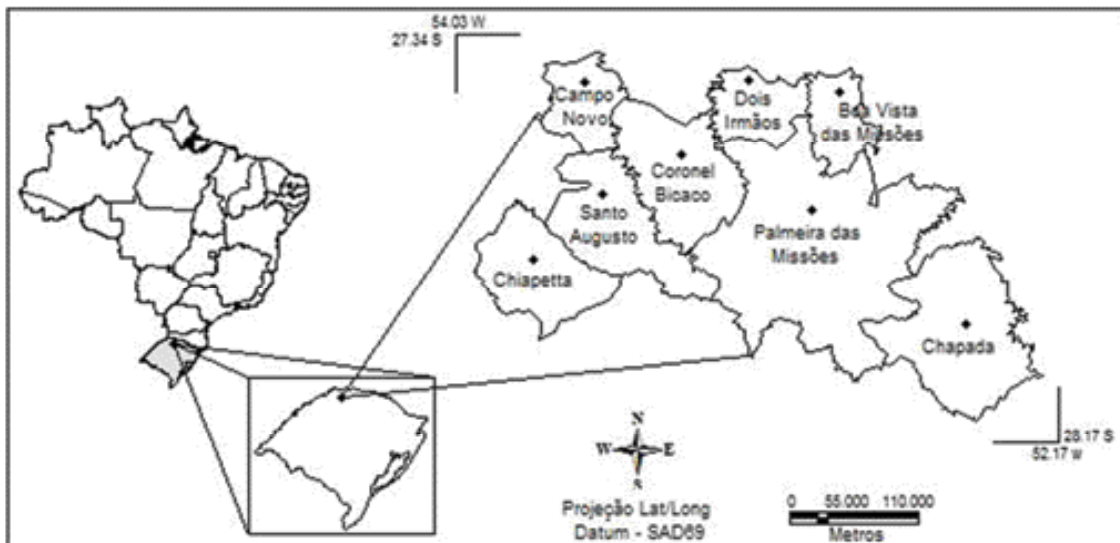 54.03 W
27.34 S
Campo
Novo
Dois
Irmãos
Boa Vista
das Missões
Coronel
Bicaco
Santo
Augusto
Palmeira das
Missões
Chiapetta
Chapada
28.17 S
52.17 W
N
W E
S
Projeção Lat/Long
Datum - SAD69
0 55.000 110.000
Metros